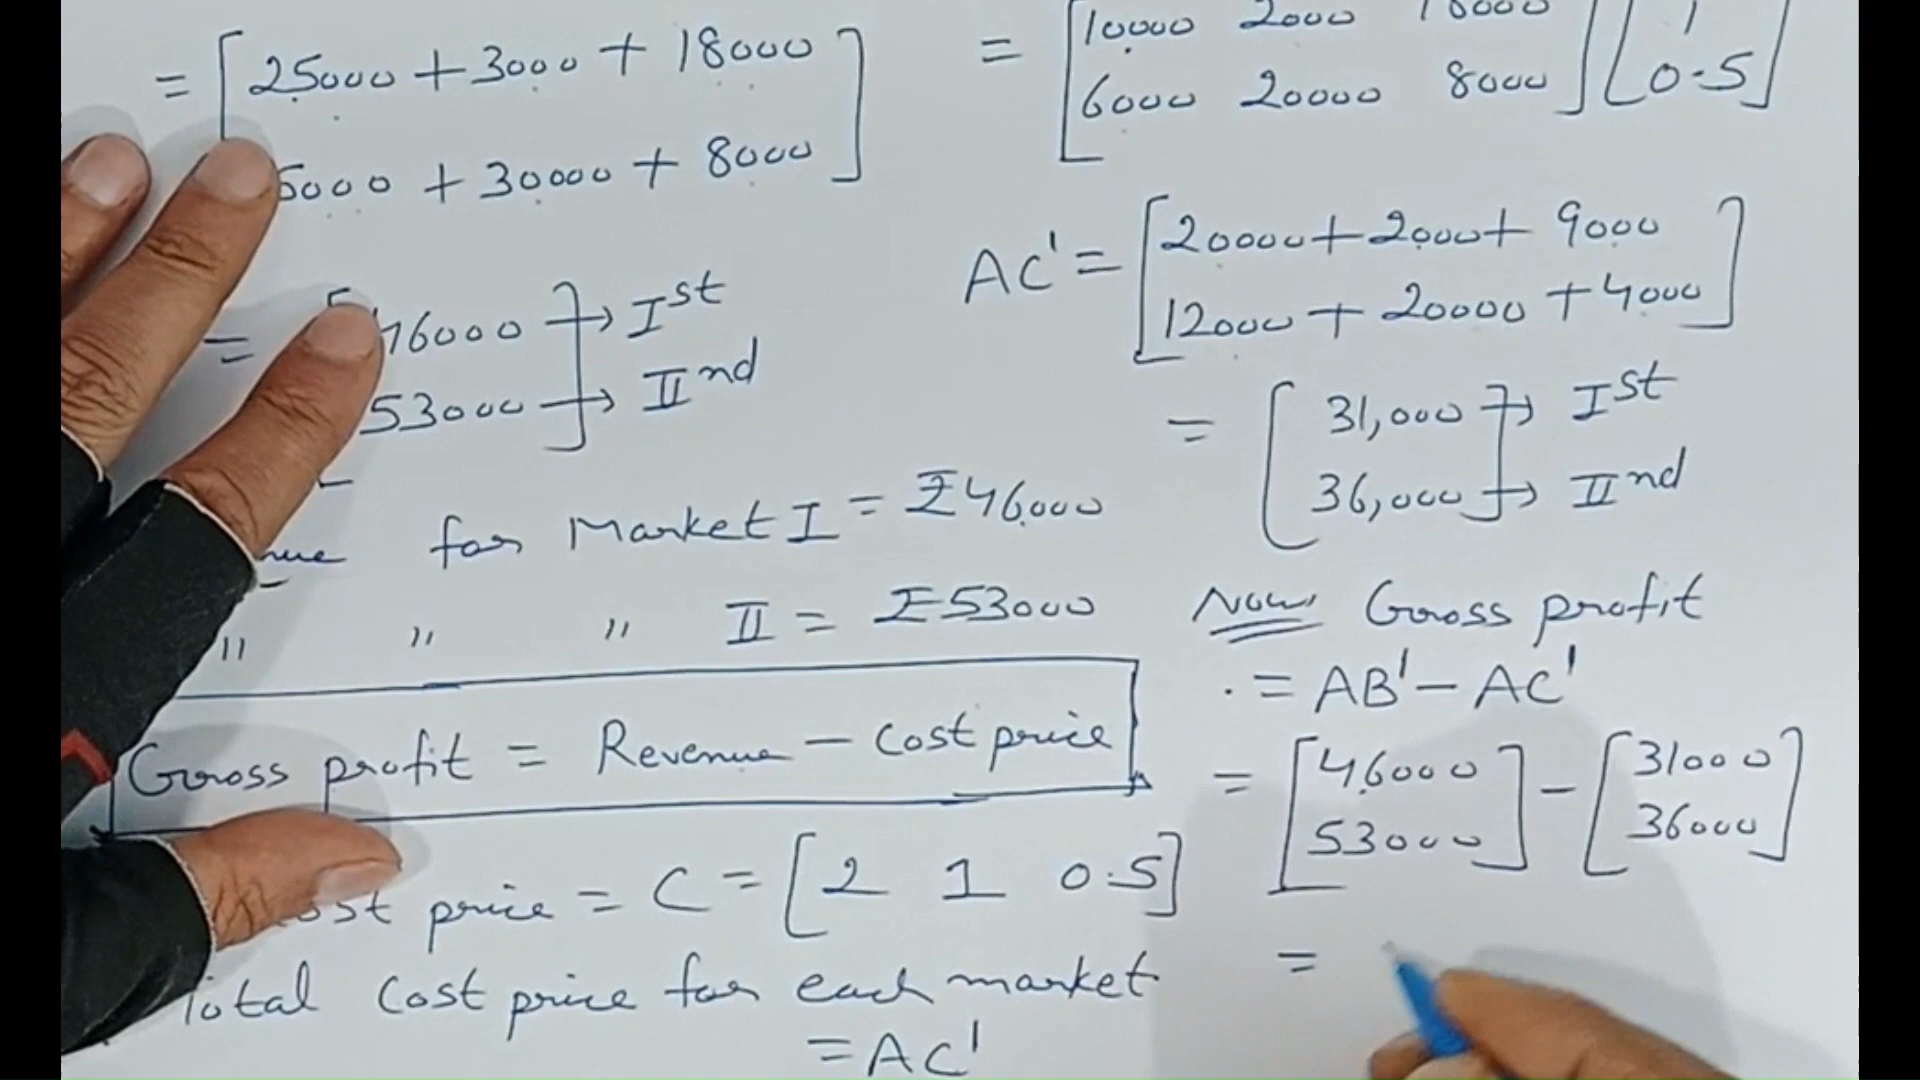 = [25000 + 3000 + 18000]
5000 + 30000 + 8000
= 46000 → Ist
53000 → IInd
for Market I = ₹46000
" " " II = ₹53000
Gross profit = Revenue - Cost price
Cost price = C = [2 1 0.5]
Total Cost price for each market
= AC'
= [10000 2000 18000] [1
6000 20000 8000 0.5]
AC' = [20000 + 2000 + 9000
12000 + 20000 + 4000]
= [31,000 → Ist
36,000 → IInd
Now Gross profit
= AB' - AC'
= [46000 - [31000
53000] 36000]
=